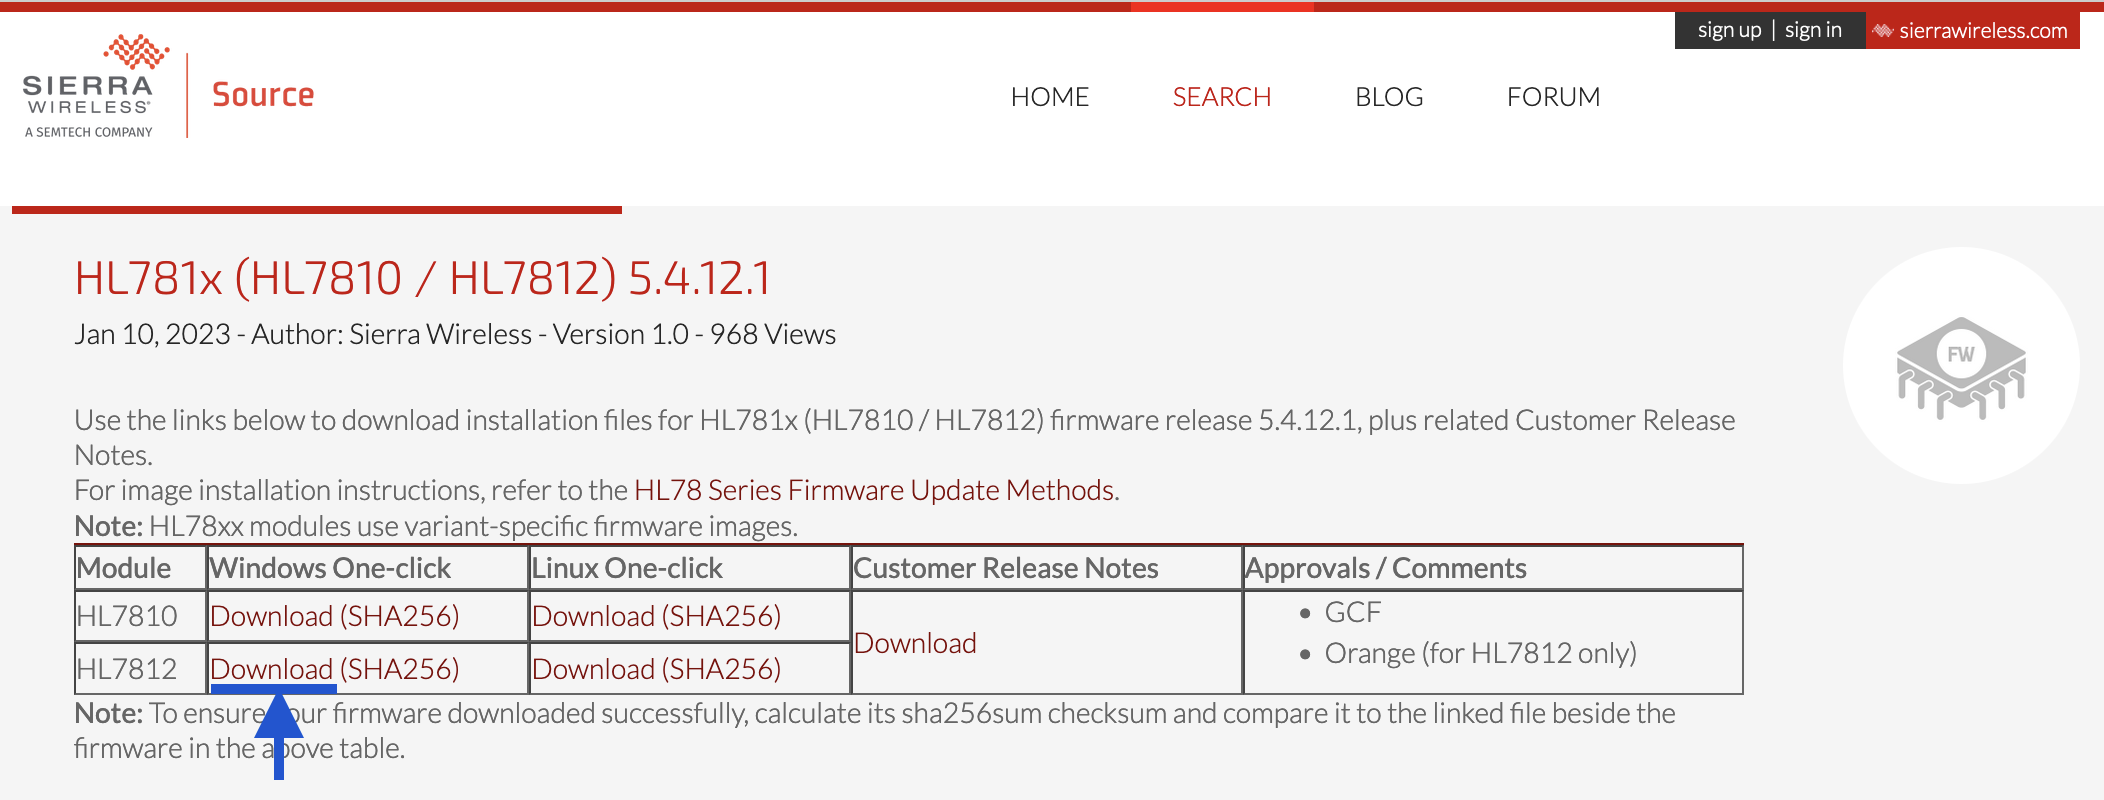 sign up | sign in sierrawireless.com
SIERRA
WIRELESS®
A SEMTECH COMPANY
Source
HOME SEARCH BLOG FORUM
HL781x (HL7810 / HL7812) 5.4.12.1
Jan 10, 2023 - Author: Sierra Wireless - Version 1.0 - 968 Views
FW
Use the links below to download installation files for HL781x (HL7810 / HL7812) firmware release 5.4.12.1, plus related Customer Release
Notes.
For image installation instructions, refer to the HL78 Series Firmware Update Methods.
Note: HL78xx modules use variant-specific firmware images.
Module Windows One-click Linux One-click Customer Release Notes Approvals / Comments
HL7810 Download (SHA256) Download (SHA256) Download
• GCF
• Orange (for HL7812 only)
HL7812 Download (SHA256) Download (SHA256)
Note: To ensure your firmware downloaded successfully, calculate its sha256sum checksum and compare it to the linked file beside the
firmware in the above table.